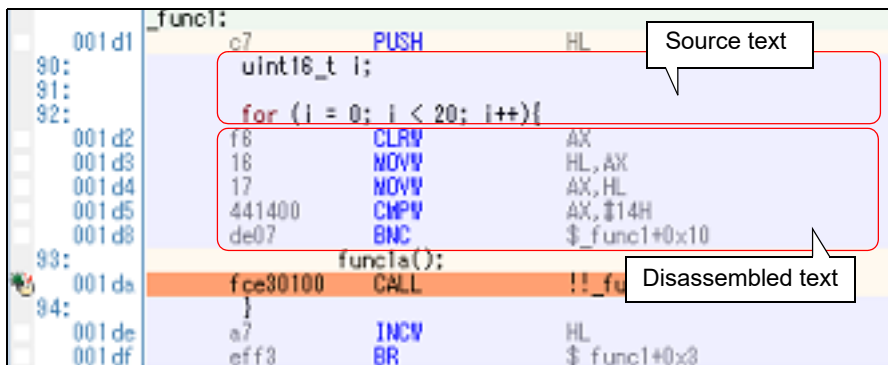 _func1:
001d1 c7 PUSH HL
90: uint16_t i;
91:
92: for (i = 0; i < 20; i++){
001d2 f6 CLRW AX
001d3 16 MOVW HL,AX
001d4 17 MOVW AX,HL
001d5 441400 CMPW AX,$14H
001d8 de07 BNC $_func1+0x10
93: func1a();
001da fce30100 CALL !!_fu
94: }
001de a7 INCW HL
001df eff3 BR $_func1+0x3
Source text
Disassembled text